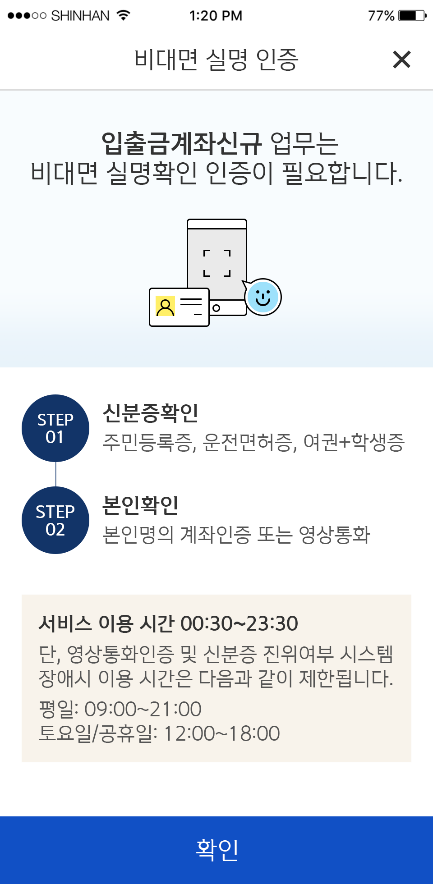 SHINHAN 1:20 PM 77%
비대면 실명 인증
입출금계좌신규 업무는
비대면 실명확인 인증이 필요합니다.
STEP
01
신분증확인
주민등록증, 운전면허증, 여권+학생증
STEP
02
본인확인
본인명의 계좌인증 또는 영상통화
서비스 이용 시간 00:30~23:30
단, 영상통화인증 및 신분증 진위여부 시스템
장애시 이용 시간은 다음과 같이 제한됩니다.
평일: 09:00~21:00
토요일/공휴일: 12:00~18:00
확인